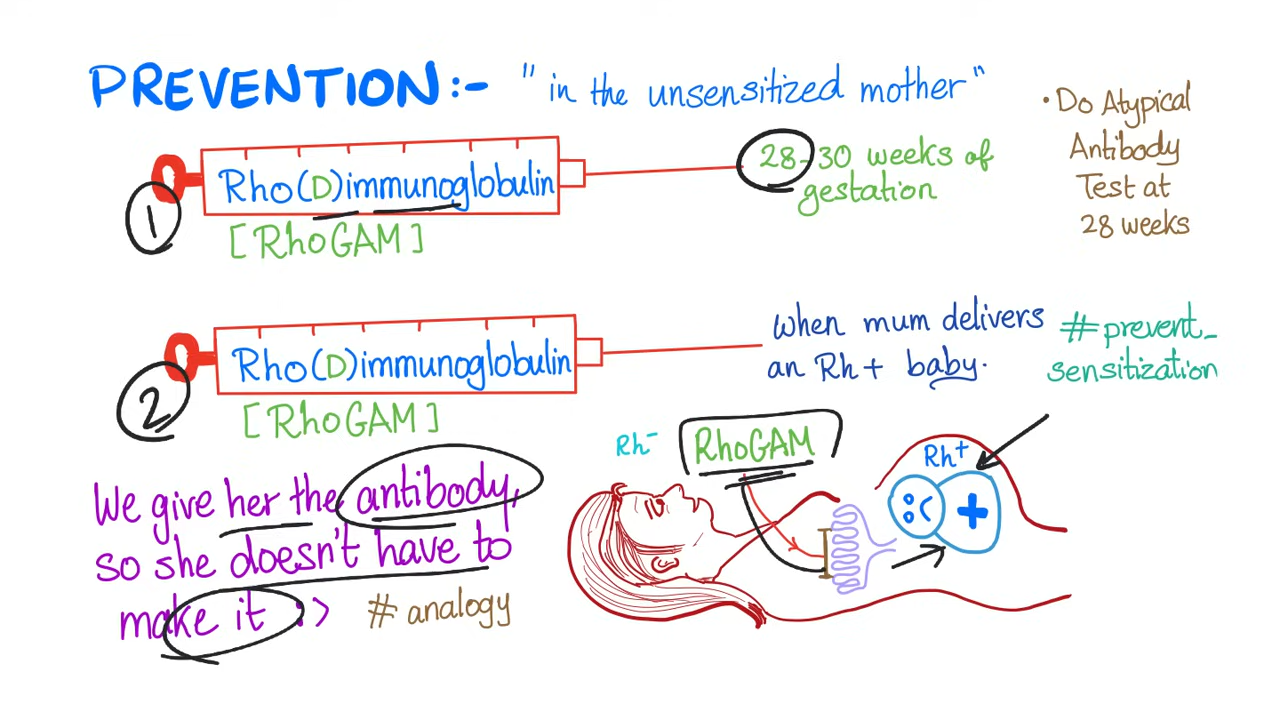 PREVENTION:- "in the unsensitized mother"
Rho(D)immunoglobulin
[RhoGAM]
1
28-30 weeks of
gestation
• Do Atypical
Antibody
Test at
28 weeks
Rho(D)immunoglobulin
[RhoGAM]
2
when mum delivers
an Rh+ baby.
#prevent_
sensitization
We give her the antibody,
so she doesn't have to
make it :>
#analogy
Rh-
RhoGAM
Rh+
+